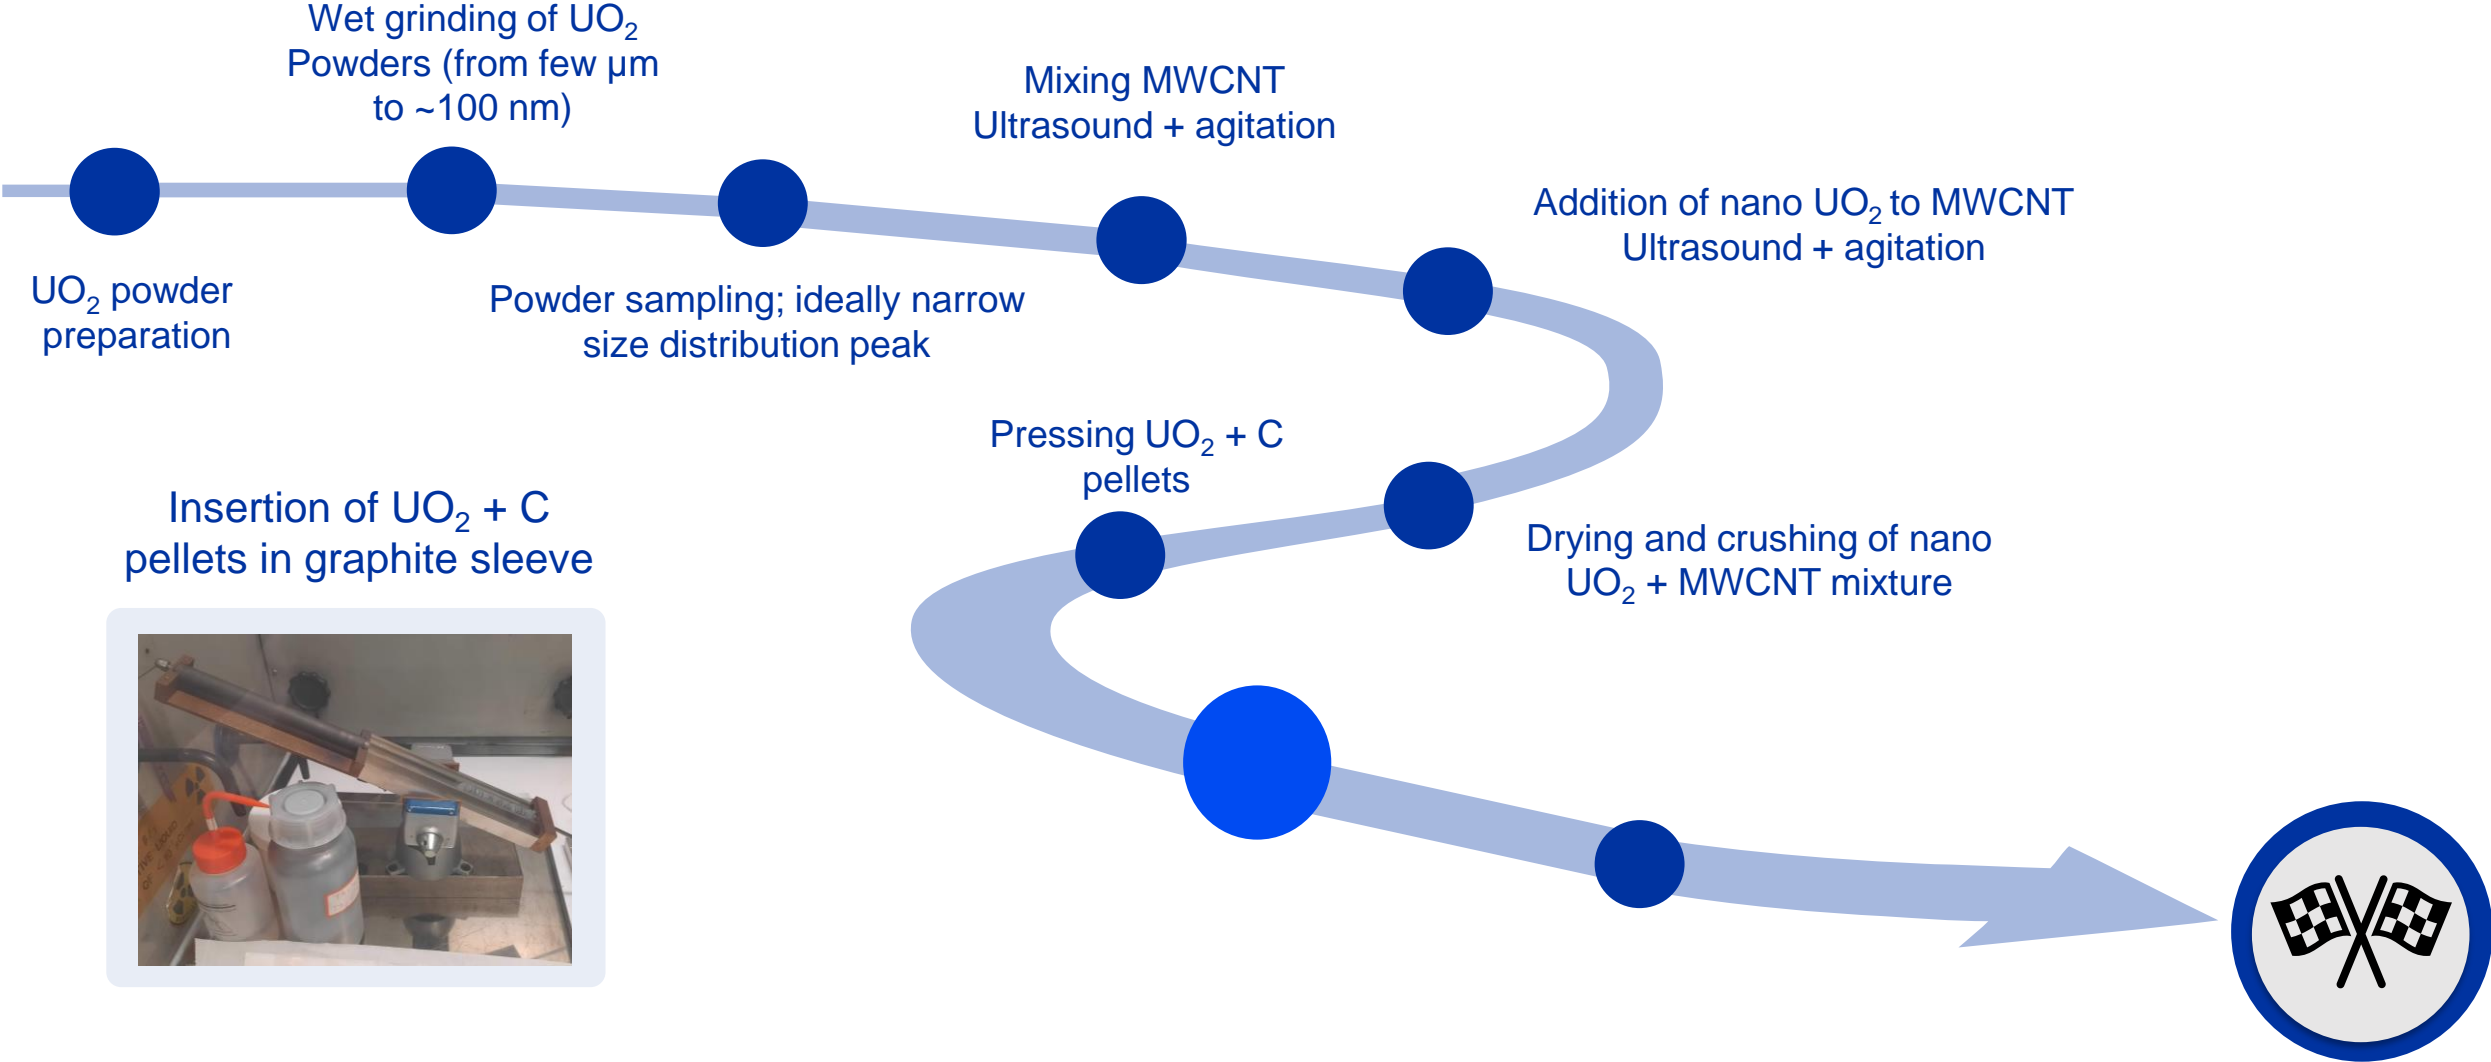 Wet grinding of UO₂
Powders (from few µm
to ~100 nm)
Mixing MWCNT
Ultrasound + agitation
Addition of nano UO₂ to MWCNT
Ultrasound + agitation
UO₂ powder
preparation
Powder sampling; ideally narrow
size distribution peak
Pressing UO₂ + C
pellets
Insertion of UO₂ + C
pellets in graphite sleeve
Drying and crushing of nano
UO₂ + MWCNT mixture